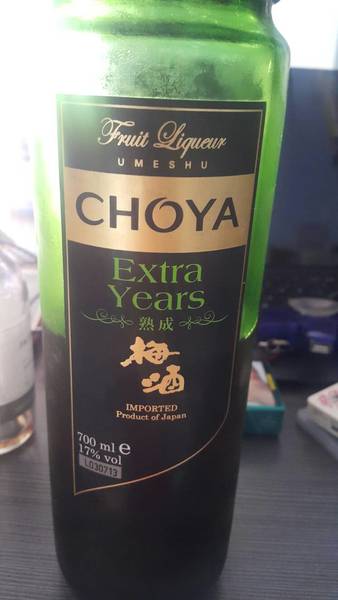 Fruit Liqueur
UMESHU
CHOYA
Extra
Years
熟成
梅
酒
IMPORTED
Product of Japan
700 ml e
17% vol
L030713